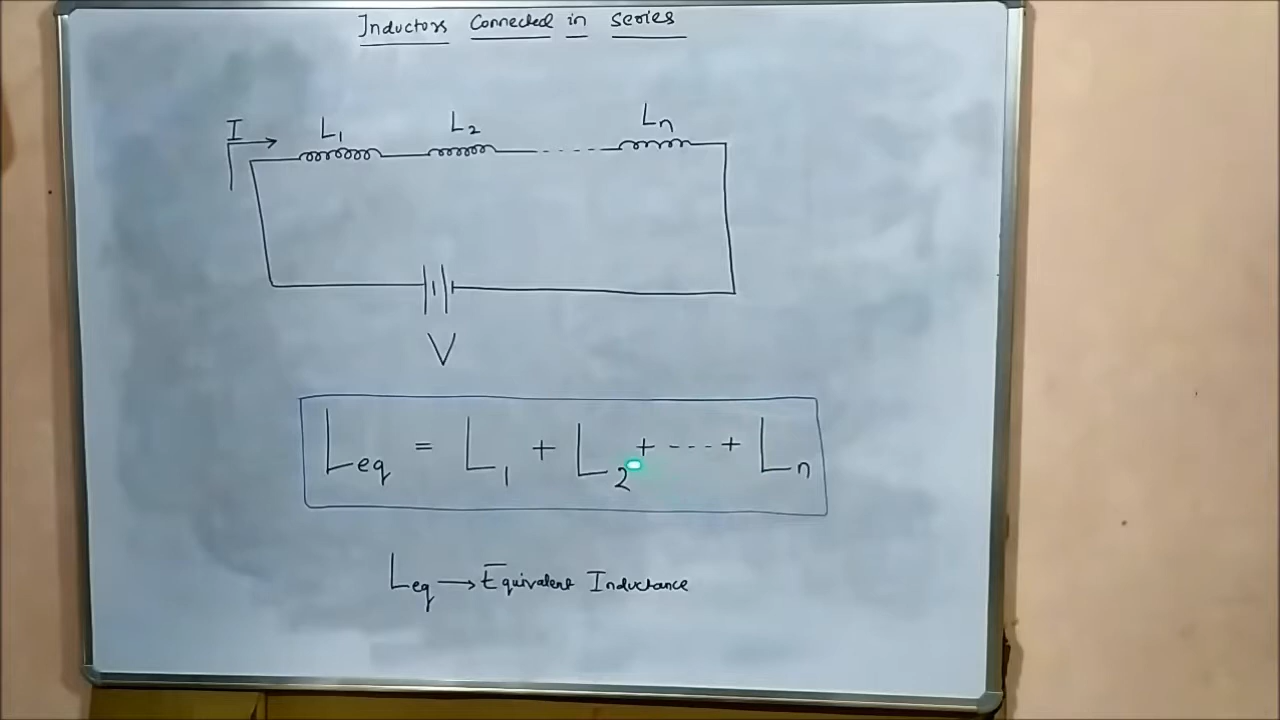 Inductors Connected in series
I L1 L2 Ln
V
Leq = L1 + L2 + ---- + Ln
Leq → Equivalent Inductance